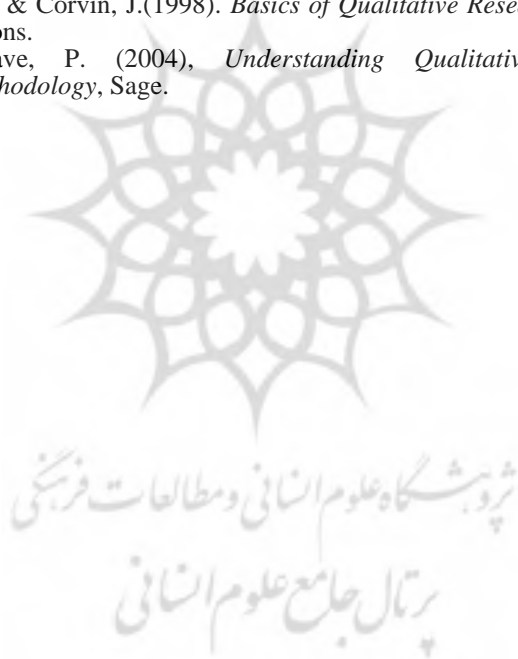 & Corvin, J.(1998). Basics of Qualitative Rese
ons.
ave, P. (2004), Understanding Qualitativ
hodology, Sage.
پژوهشگاه علوم انسانی و مطالعات فرهنگی
پرتال جامع علوم انسانی